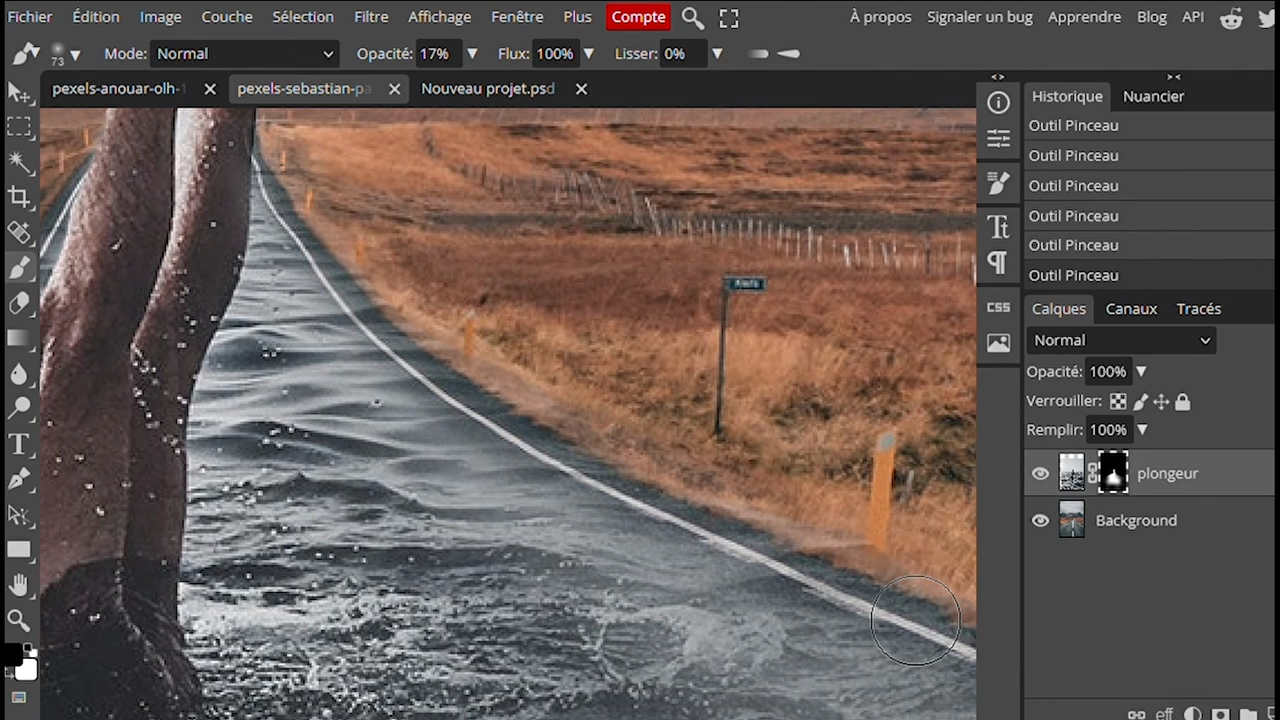 Fichier Édition Image Couche Sélection Filtre Affichage Fenêtre Plus Compte À propos Signaler un bug Apprendre Blog API
73 Mode: Normal Opacité: 17% Flux: 100% Lisser: 0%
pexels-anouar-olh- pexels-sebastian-pa Nouveau projet.psd
Historique Nuancier
Outil Pinceau
Outil Pinceau
Outil Pinceau
Outil Pinceau
Outil Pinceau
Outil Pinceau
CSS
Calques Canaux Tracés
Normal
Opacité: 100%
Verrouiller:
Remplir: 100%
plongeur
Background
eff